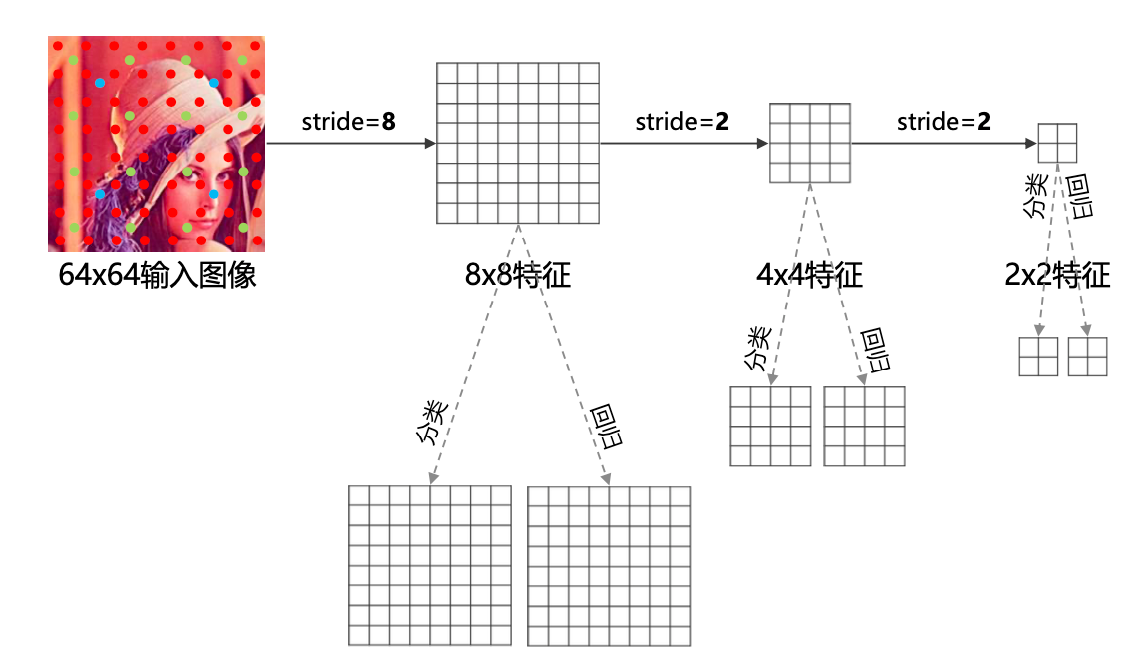 stride=8
stride=2
stride=2
分类
回归
64x64输入图像
8x8特征
4x4特征
2x2特征
分类
回归
分类
回归